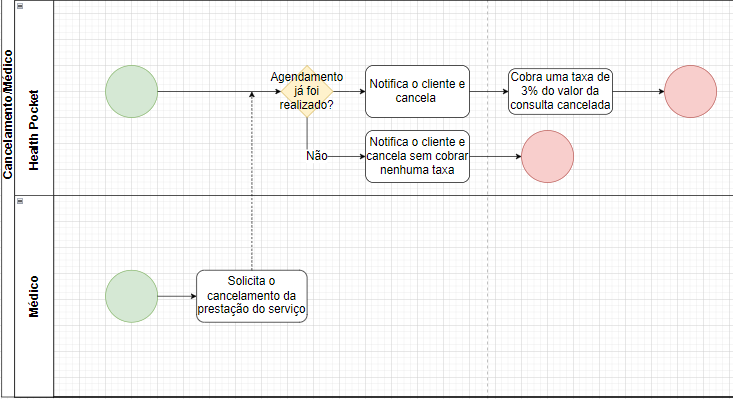 Cancelamento/Médico
Health Pocket
Agendamento
já foi
realizado?
Notifica o cliente e
cancela
Cobra uma taxa de
3% do valor da
consulta cancelada
Não
Notifica o cliente e
cancela sem cobrar
nenhuma taxa
Médico
Solicita o
cancelamento da
prestação do serviço